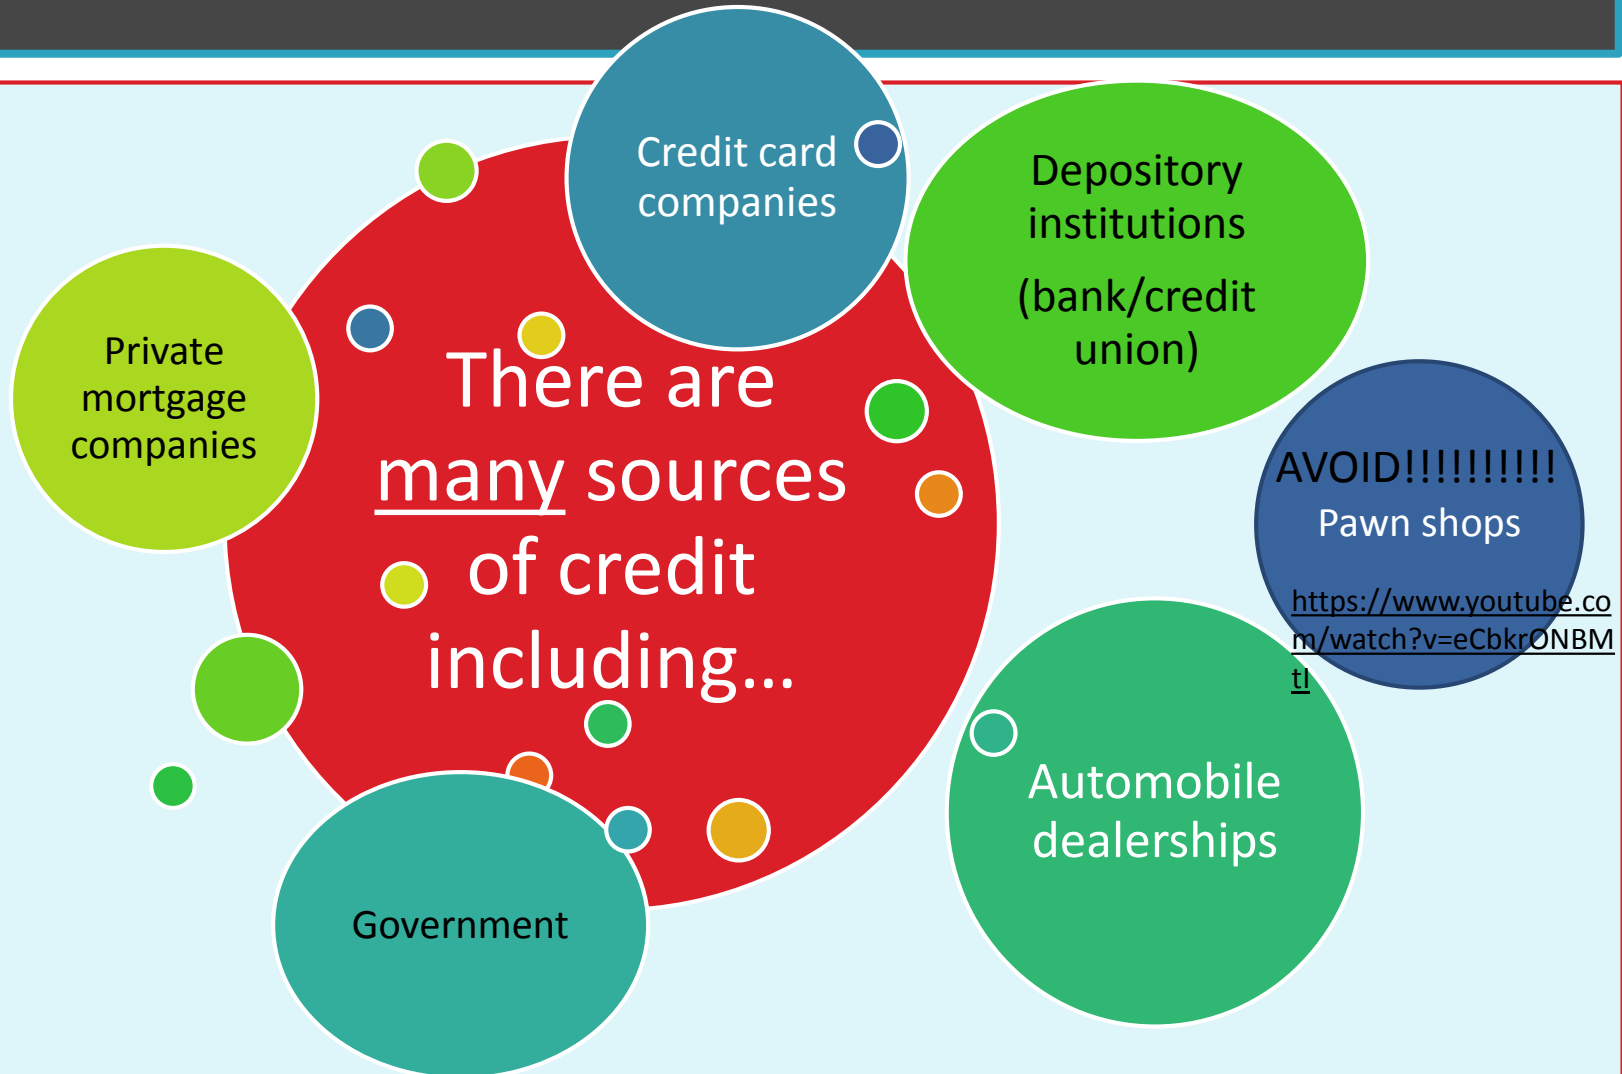 Credit card
companies
Depository
institutions
(bank/credit
union)
Private
mortgage
companies
There are
many sources
of credit
including...
AVOID!!!!!!!!!!
Pawn shops
https://www.youtube.co
m/watch?v=eCbkrONBM
tI
Automobile
dealerships
Government